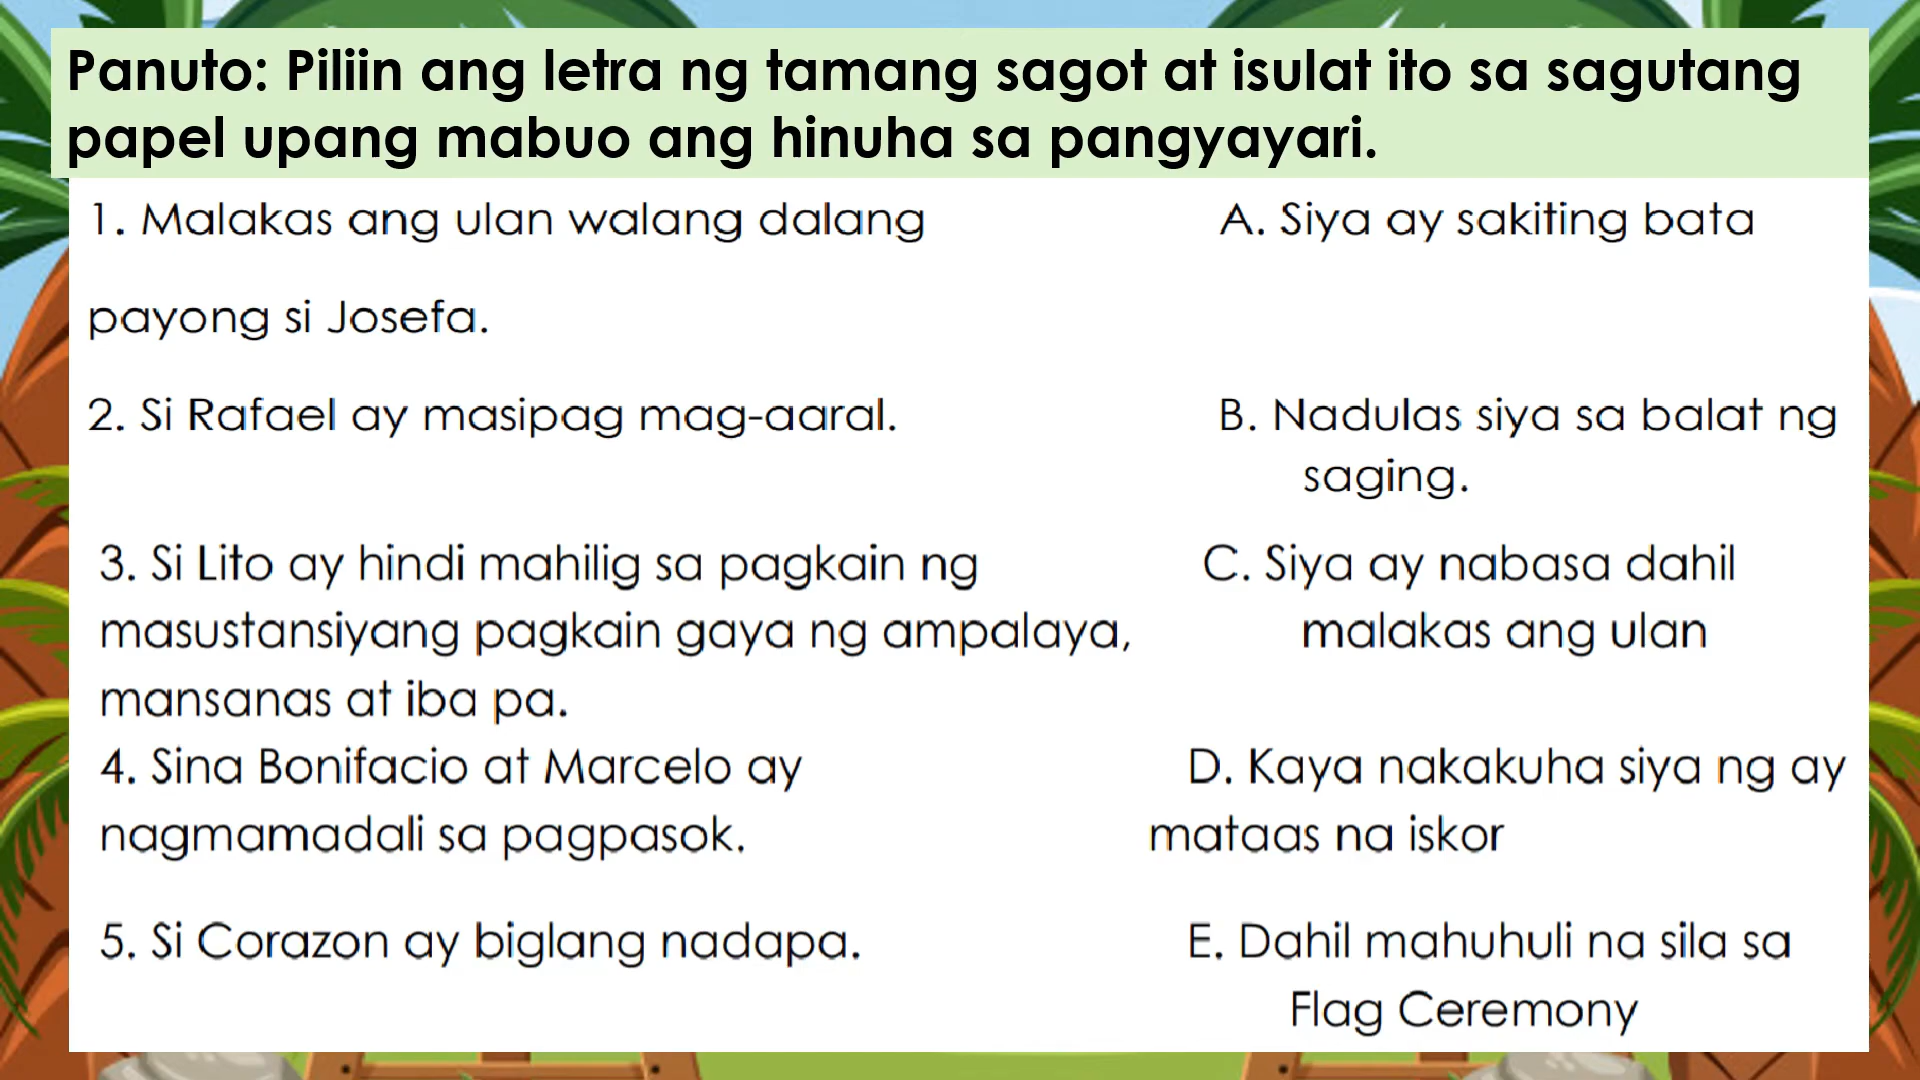 Panuto: Piliin ang letra ng tamang sagot at isulat ito sa sagutang
papel upang mabuo ang hinuha sa pangyayari.
1. Malakas ang ulan walang dalang
payong si Josefa.
A. Siya ay sakiting bata
2. Si Rafael ay masipag mag-aaral.
B. Nadulas siya sa balat ng
saging.
3. Si Lito ay hindi mahilig sa pagkain ng
masustansiyang pagkain gaya ng ampalaya,
mansanas at iba pa.
C. Siya ay nabasa dahil
malakas ang ulan
4. Sina Bonifacio at Marcelo ay
nagmamadali sa pagpasok.
D. Kaya nakakuha siya ng ay
mataas na iskor
5. Si Corazon ay biglang nadapa.
E. Dahil mahuhuli na sila sa
Flag Ceremony